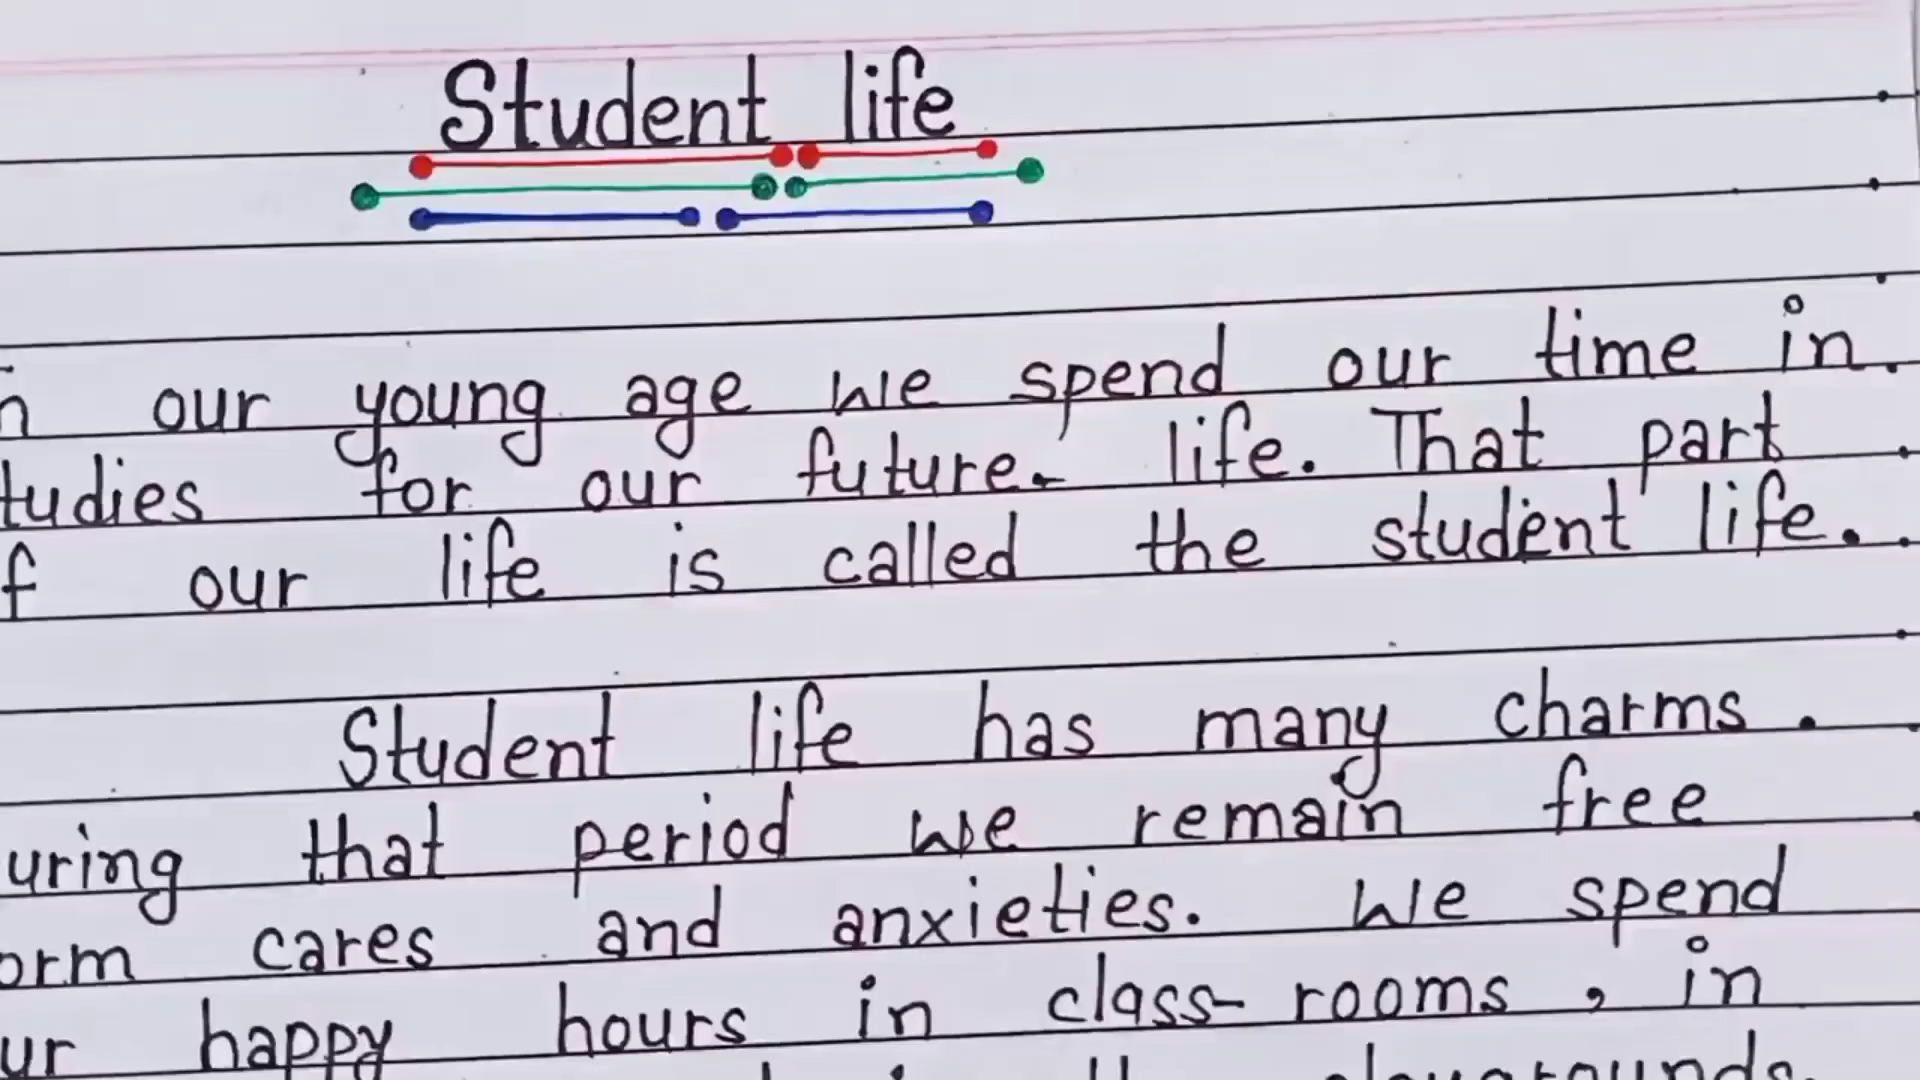 Student life
n our young age we spend our time in
tudies for our future- life. That part
f our life is called the student life.
Student life has many charms.
uring that period we remain free
orm cares and anxieties. We spend
ur happy hours in class-rooms, in
playgrounds.